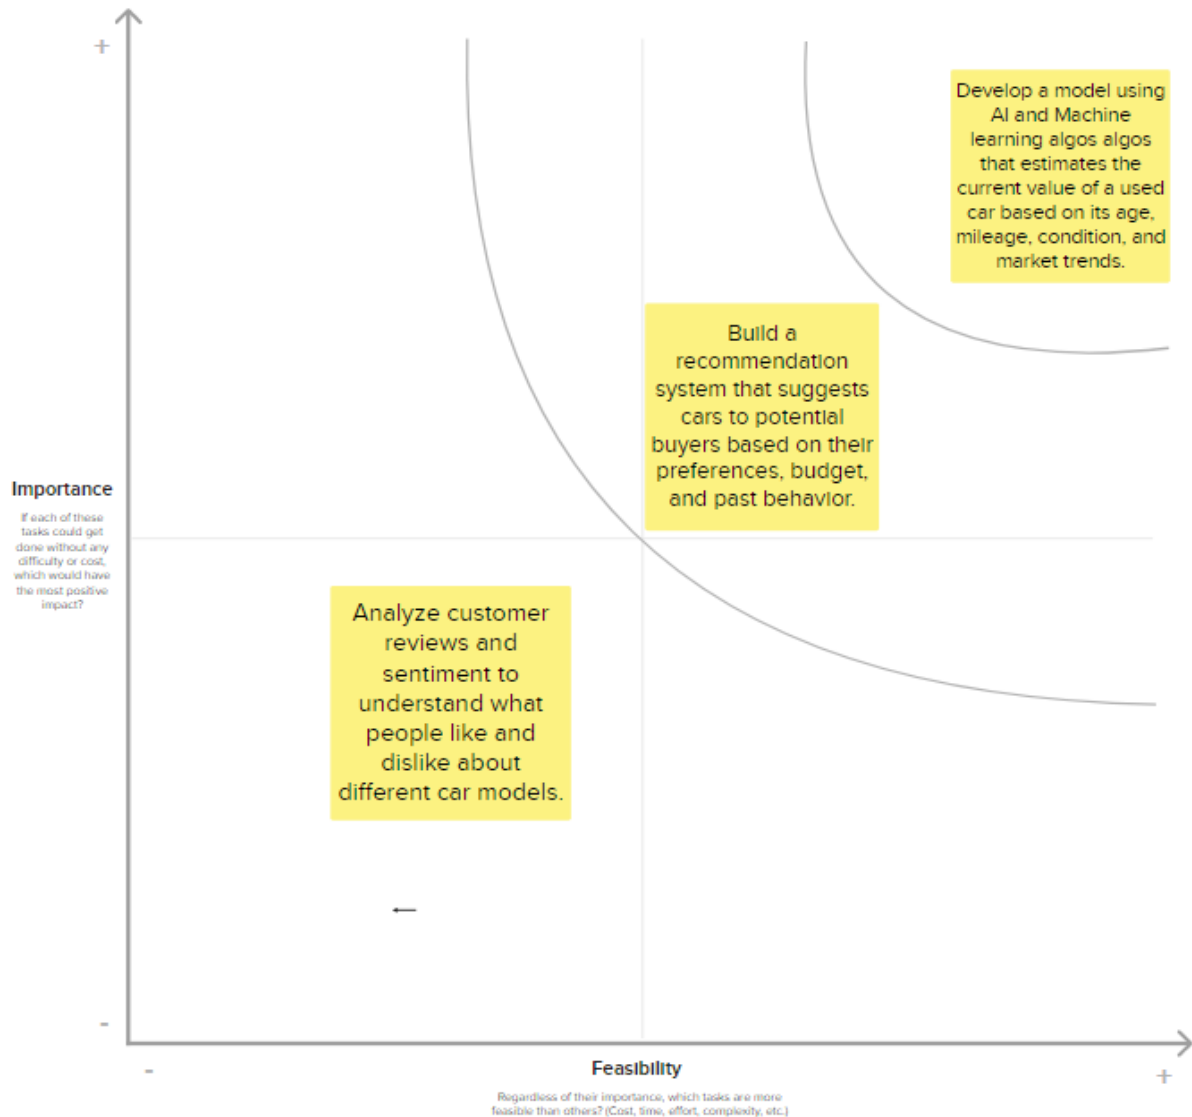 +
Develop a model using
AI and Machine
learning algos algos
that estimates the
current value of a used
car based on its age,
mileage, condition, and
market trends.
Build a
recommendation
system that suggests
cars to potential
buyers based on their
preferences, budget,
and past behavior.
Importance
If each of these
tasks could get
done without any
difficulty or cost,
which would have
the most positive
impact?
Analyze customer
reviews and
sentiment to
understand what
people like and
dislike about
different car models.
-
-
Feasibility
+
Regardless of their importance, which tasks are more
feasible than others? (Cost, time, effort, complexity, etc.)